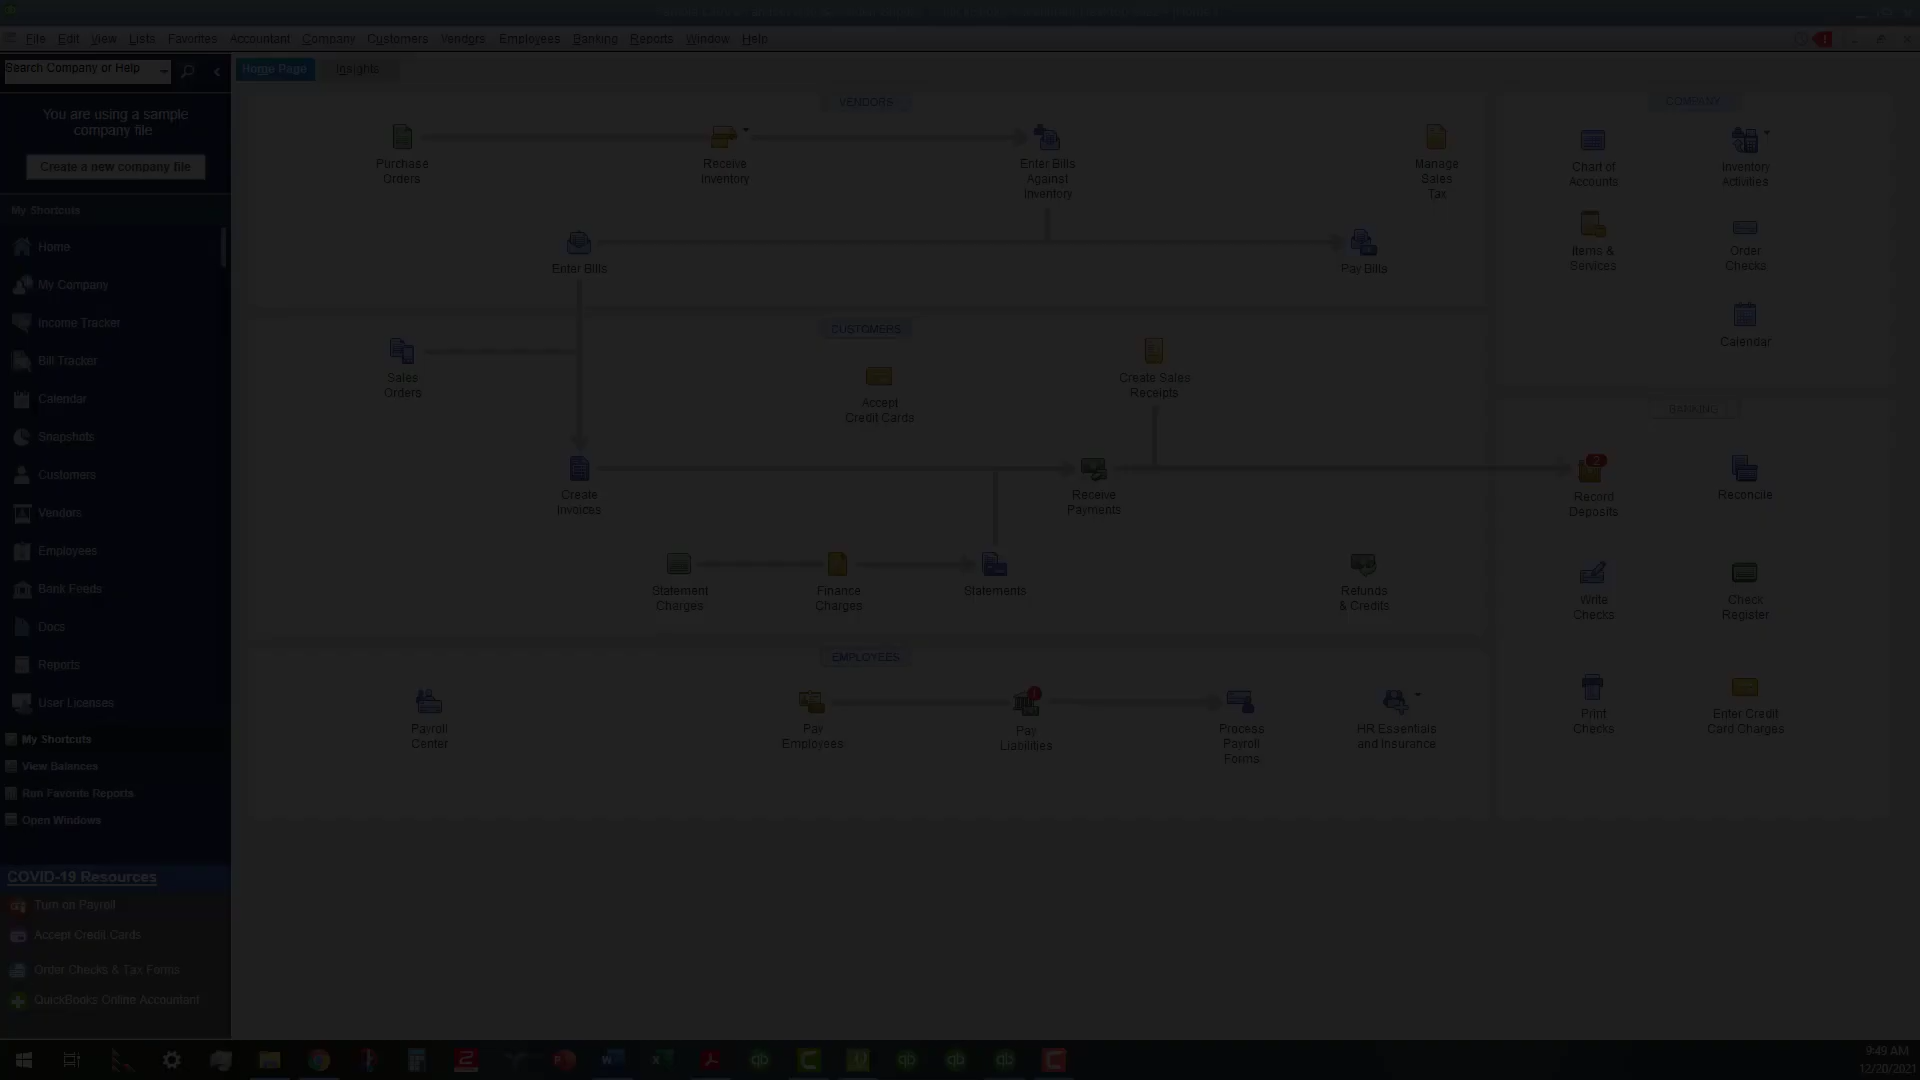 File Edit View Lists Favorites Accountant Company Customers Vendors Employees Banking Reports Window Help
Search Company or Help
Home Page
Insights
You are using a sample
company file
Create a new company file
My Shortcuts
Home
My Company
Income Tracker
Bill Tracker
Calendar
Snapshots
Customers
Vendors
Employees
Bank Feeds
Docs
Reports
User Licenses
My Shortcuts
View Balances
Run Favorite Reports
Open Windows
COVID-19 Resources
Turn on Payroll
Accept Credit Cards
Order Checks & Tax Forms
QuickBooks Online Accountant
VENDORS
Purchase
Orders
Receive
Inventory
Enter Bills
Against
Inventory
Manage
Sales
Tax
Enter Bills
Pay Bills
CUSTOMERS
Sales
Orders
Accept
Credit Cards
Create Sales
Receipts
Create
Invoices
Receive
Payments
Statement
Charges
Finance
Charges
Statements
Refunds
& Credits
EMPLOYEES
Payroll
Center
Pay
Employees
Pay
Liabilities
Process
Payroll
Forms
HR Essentials
and Insurance
COMPANY
Chart of
Accounts
Inventory
Activities
Items &
Services
Order
Checks
Calendar
BANKING
2
Record
Deposits
Reconcile
Write
Checks
Check
Register
Print
Checks
Enter Credit
Card Charges
9:49 AM
12/20/2021